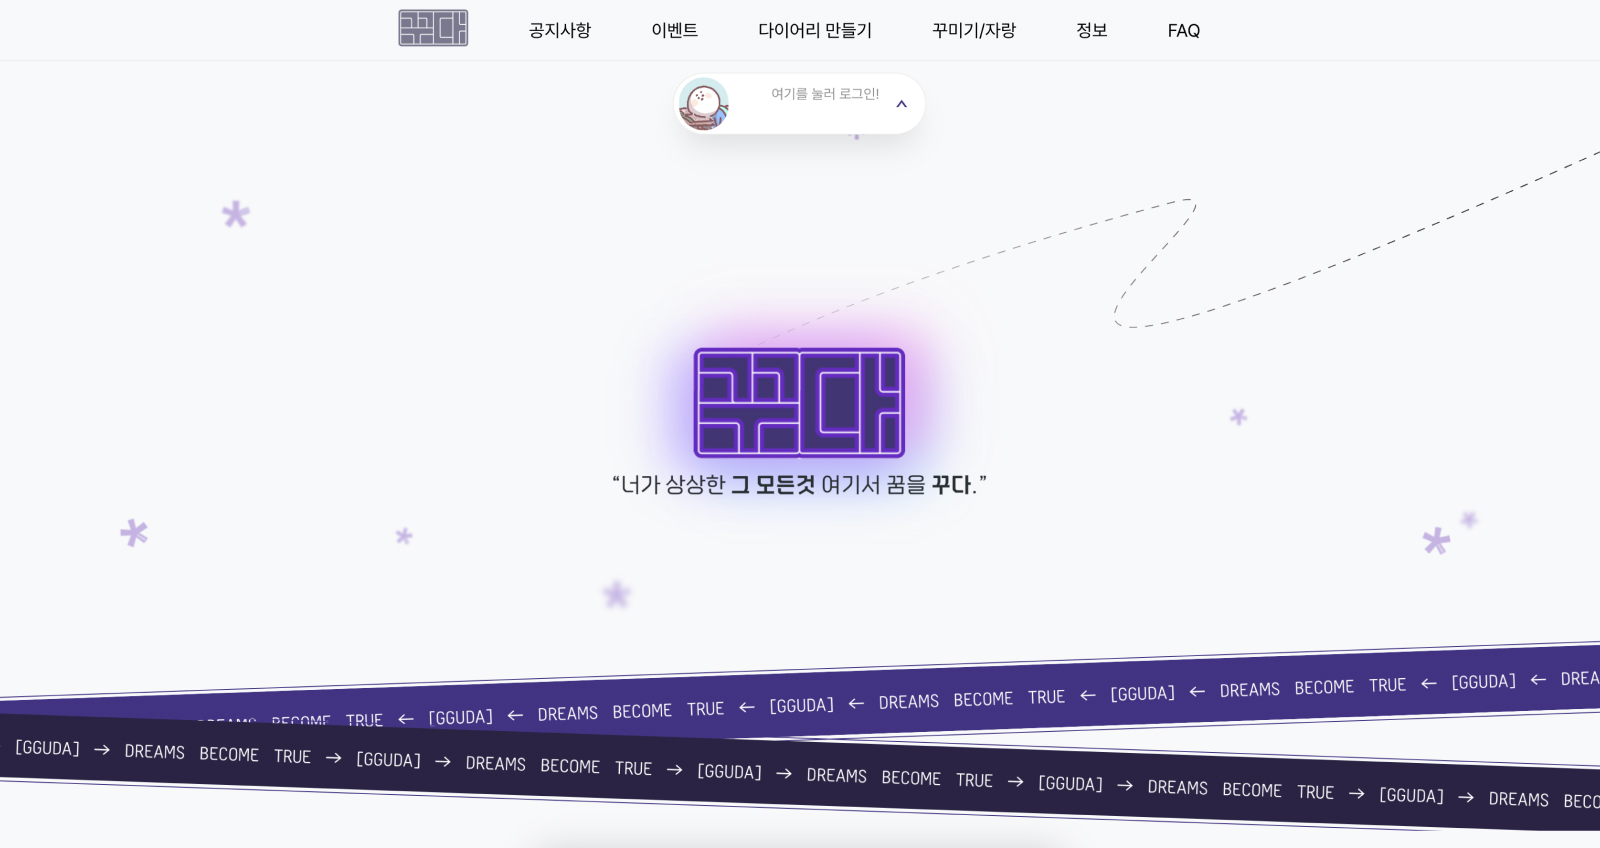 꾸다 공지사항 이벤트 다이어리 만들기 꾸미기/자랑 정보 FAQ
여기를 눌러 로그인!
꾸다
“너가 상상한 그 모든것 여기서 꿈을 꾸다.”
DREAMS BECOME TRUE ← [GGUDA] ← DREAMS BECOME TRUE ← [GGUDA] ← DREAMS BECOME TRUE ← [GGUDA] ← DREAMS BECOME TRUE ← [GGUDA] ← DREA
[GGUDA] → DREAMS BECOME TRUE → [GGUDA] → DREAMS BECOME TRUE → [GGUDA] → DREAMS BECOME TRUE → [GGUDA] → DREAMS BECOME TRUE → [GGUDA] → DREAMS BECO